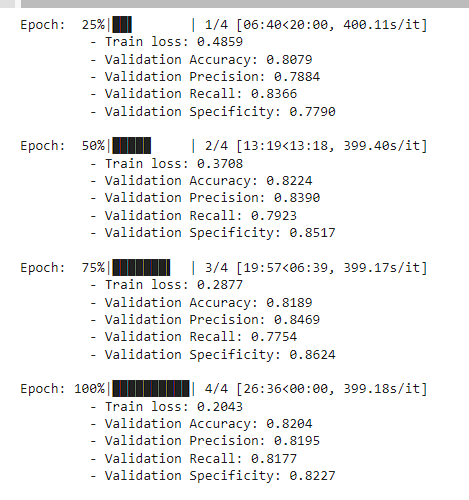 Epoch:  25%|██▌       | 1/4 [06:40<20:00, 400.11s/it]
- Train loss: 0.4859
- Validation Accuracy: 0.8079
- Validation Precision: 0.7884
- Validation Recall: 0.8366
- Validation Specificity: 0.7790
Epoch:  50%|█████     | 2/4 [13:19<13:18, 399.40s/it]
- Train loss: 0.3708
- Validation Accuracy: 0.8224
- Validation Precision: 0.8390
- Validation Recall: 0.7923
- Validation Specificity: 0.8517
Epoch:  75%|███████▌  | 3/4 [19:57<06:39, 399.17s/it]
- Train loss: 0.2877
- Validation Accuracy: 0.8189
- Validation Precision: 0.8469
- Validation Recall: 0.7754
- Validation Specificity: 0.8624
Epoch: 100%|██████████| 4/4 [26:36<00:00, 399.18s/it]
- Train loss: 0.2043
- Validation Accuracy: 0.8204
- Validation Precision: 0.8195
- Validation Recall: 0.8177
- Validation Specificity: 0.8227